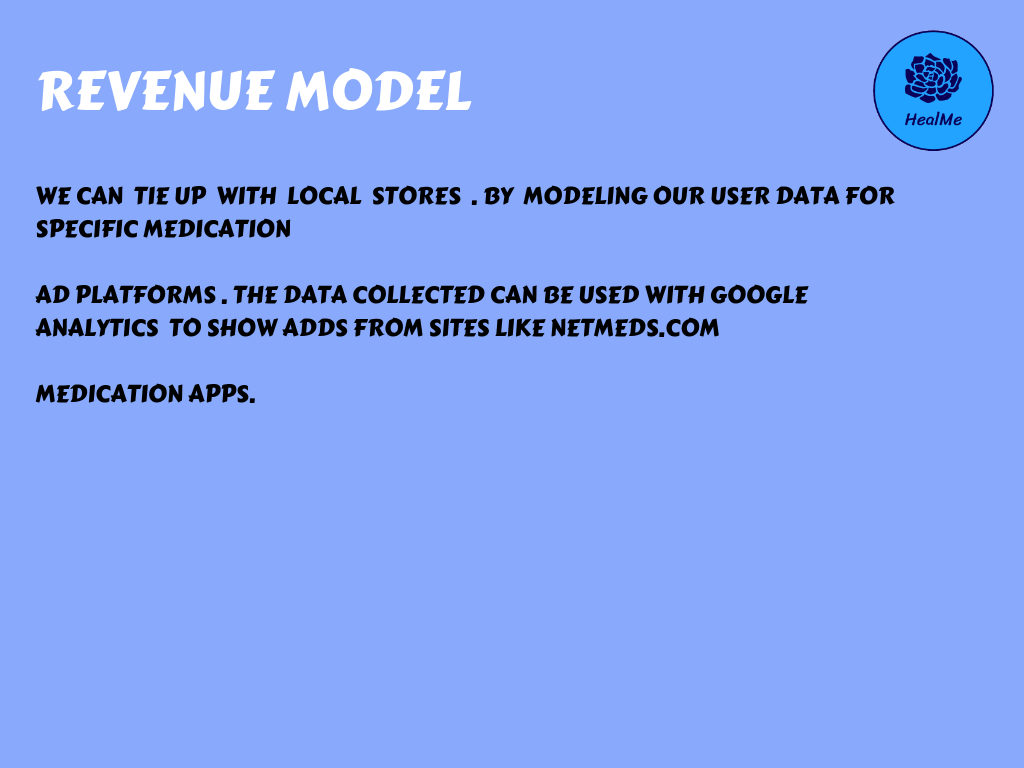 REVENUE MODEL
HealMe
WE CAN TIE UP WITH LOCAL STORES . BY MODELING OUR USER DATA FOR
SPECIFIC MEDICATION
AD PLATFORMS . THE DATA COLLECTED CAN BE USED WITH GOOGLE
ANALYTICS TO SHOW ADDS FROM SITES LIKE NETMEDS.COM
MEDICATION APPS.